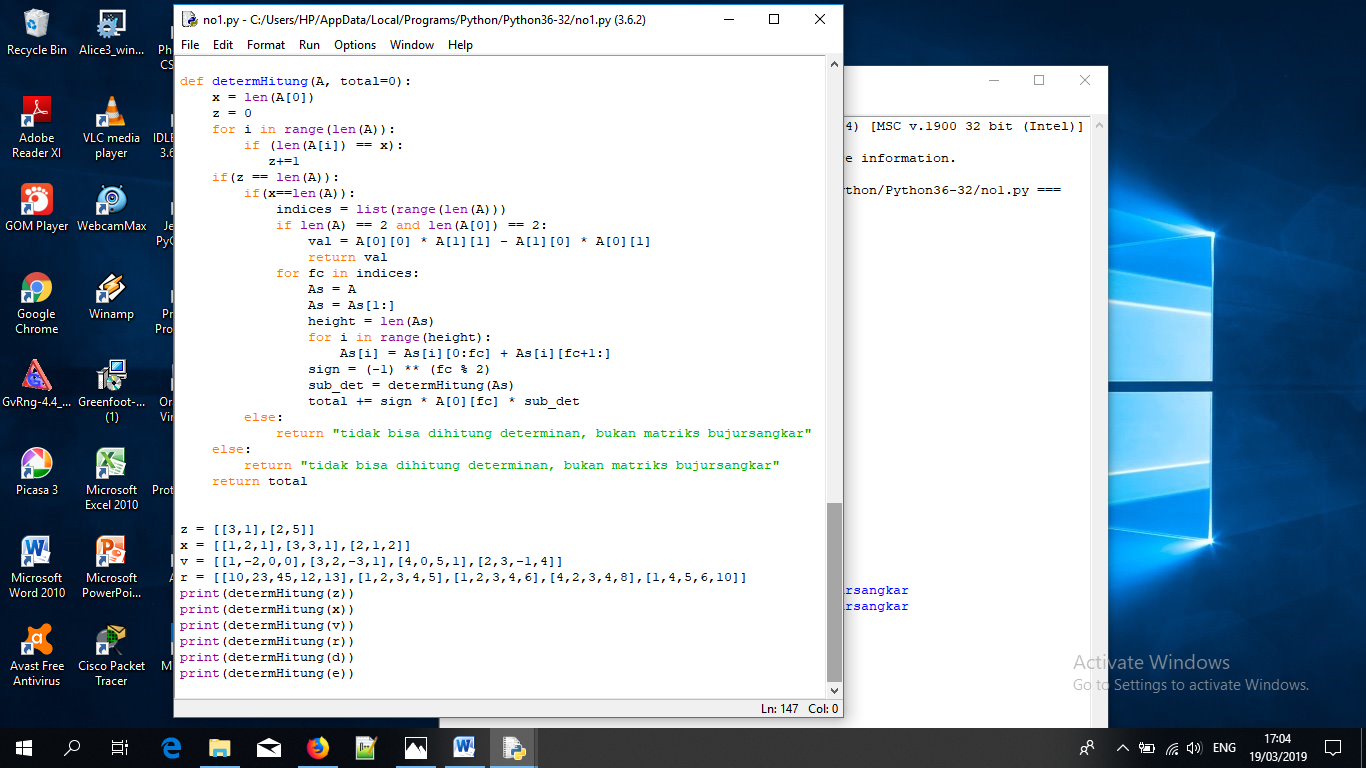 no1.py - C:/Users/HP/AppData/Local/Programs/Python/Python36-32/no1.py (3.6.2)
File Edit Format Run Options Window Help
def determHitung(A, total=0):
    x = len(A[0])
    z = 0
    for i in range(len(A)):
        if (len(A[i]) == x):
           z+=1
    if(z == len(A)):
        if(x==len(A)):
            indices = list(range(len(A)))
            if len(A) == 2 and len(A[0]) == 2:
                val = A[0][0] * A[1][1] - A[1][0] * A[0][1]
                return val
            for fc in indices:
                As = A
                As = As[1:]
                height = len(As)
                for i in range(height):
                    As[i] = As[i][0:fc] + As[i][fc+1:]
                sign = (-1) ** (fc % 2)
                sub_det = determHitung(As)
                total += sign * A[0][fc] * sub_det
        else:
            return "tidak bisa dihitung determinan, bukan matriks bujursangkar"
    else:
        return "tidak bisa dihitung determinan, bukan matriks bujursangkar"
    return total
z = [[3,1],[2,5]]
x = [[1,2,1],[3,3,1],[2,1,2]]
v = [[1,-2,0,0],[3,2,-3,1],[4,0,5,1],[2,3,-1,4]]
r = [[10,23,45,12,13],[1,2,3,4,5],[1,2,3,4,6],[4,2,3,4,8],[1,4,5,6,10]]
print(determHitung(z))
print(determHitung(x))
print(determHitung(v))
print(determHitung(r))
print(determHitung(d))
print(determHitung(e))
Ln: 147 Col: 0
4) [MSC v.1900 32 bit (Intel)]
e information.
ython/Python36-32/no1.py ===
rsangkar
rsangkar
Recycle Bin
Alice3_win...
Ph
CS
Adobe
Reader XI
VLC media
player
IDLE
3.6
GOM Player
WebcamMax
Je
PyC
Google
Chrome
Winamp
Pr
Pro
GvRng-4.4_...
Greenfoot-...
(1)
Or
Vir
Picasa 3
Microsoft
Excel 2010
Prot
Microsoft
Word 2010
Microsoft
PowerPoi...
Avast Free
Antivirus
Cisco Packet
Tracer
M
Activate Windows
Go to Settings to activate Windows.
ENG
17:04
19/03/2019